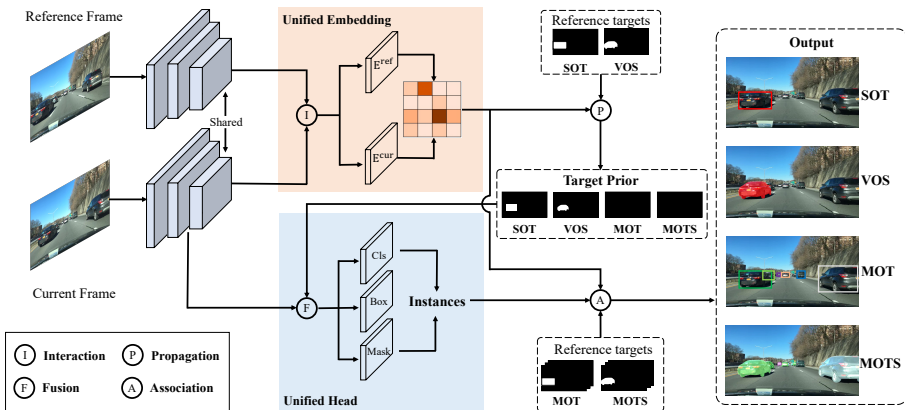 Reference Frame
Shared
Current Frame
Unified Embedding
I
E^ref
E^cur
Reference targets
SOT VOS
P
Target Prior
SOT VOS MOT MOTS
Unified Head
F
Cls
Box
Mask
Instances
A
Reference targets
MOT MOTS
Output
SOT
VOS
MOT
MOTS
I Interaction P Propagation
F Fusion A Association